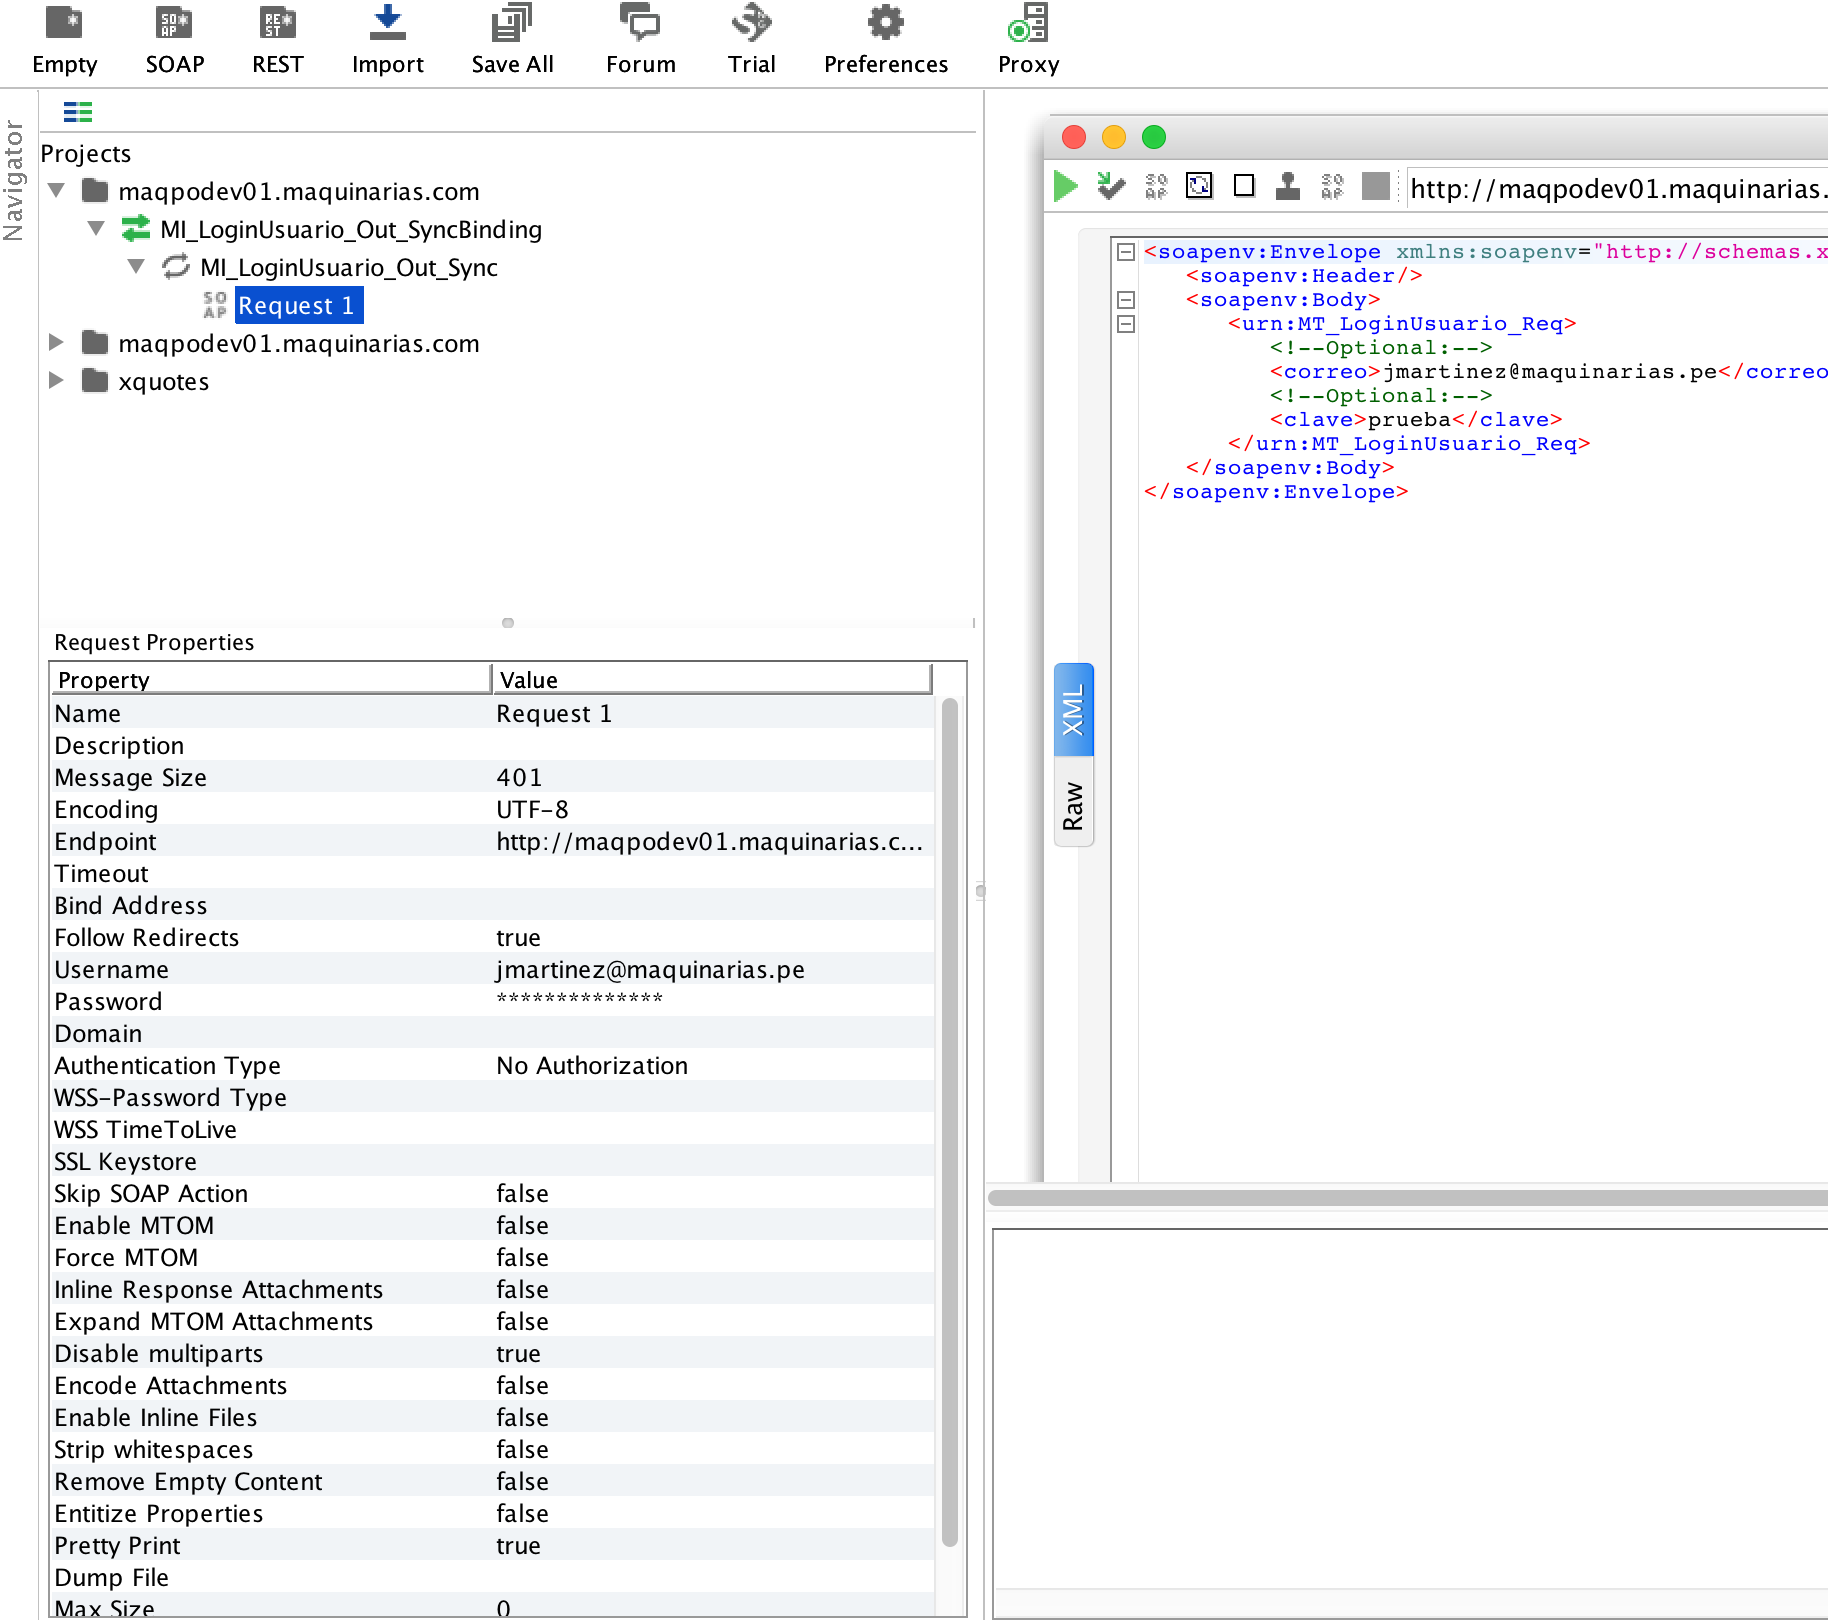 Empty SOAP REST Import Save All Forum Trial Preferences Proxy
Navigator
Projects
maqpodev01.maquinarias.com
MI_LoginUsuario_Out_SyncBinding
MI_LoginUsuario_Out_Sync
SO
AP
Request 1
maqpodev01.maquinarias.com
xquotes
Request Properties
Property Value
Name Request 1
Description
Message Size 401
Encoding UTF-8
Endpoint http://maqpodev01.maquinarias.c...
Timeout
Bind Address
Follow Redirects true
Username jmartinez@maquinarias.pe
Password **************
Domain
Authentication Type No Authorization
WSS-Password Type
WSS TimeToLive
SSL Keystore
Skip SOAP Action false
Enable MTOM false
Force MTOM false
Inline Response Attachments false
Expand MTOM Attachments false
Disable multiparts true
Encode Attachments false
Enable Inline Files false
Strip whitespaces false
Remove Empty Content false
Entitize Properties false
Pretty Print true
Dump File
Max Size 0
http://maqpodev01.maquinarias.
<soapenv:Envelope xmlns:soapenv="http://schemas.x
<soapenv:Header/>
<soapenv:Body>
<urn:MT_LoginUsuario_Req>
<!--Optional:-->
<correo>jmartinez@maquinarias.pe</correo
<!--Optional:-->
<clave>prueba</clave>
</urn:MT_LoginUsuario_Req>
</soapenv:Body>
</soapenv:Envelope>
XML
Raw